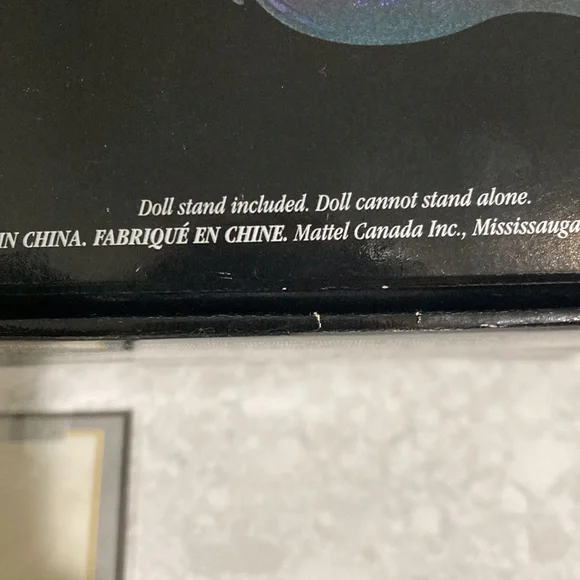 Doll stand included. Doll cannot stand alone.
IN CHINA. FABRIQUÉ EN CHINE. Mattel Canada Inc., Mississauga